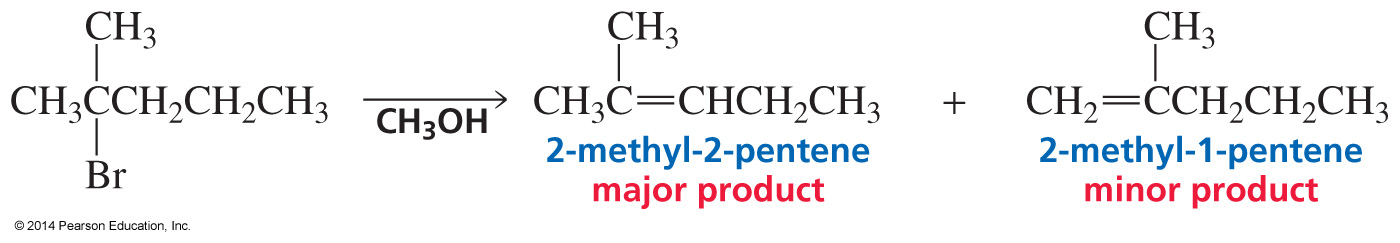 CH₃ CH₃ CH₃
CH₃CCH₂CH₂CH₃ CH₃OH CH₃C=CHCH₂CH₃ + CH₂=CCH₂CH₂CH₃
Br
2-methyl-2-pentene 2-methyl-1-pentene
major product minor product
© 2014 Pearson Education, Inc.